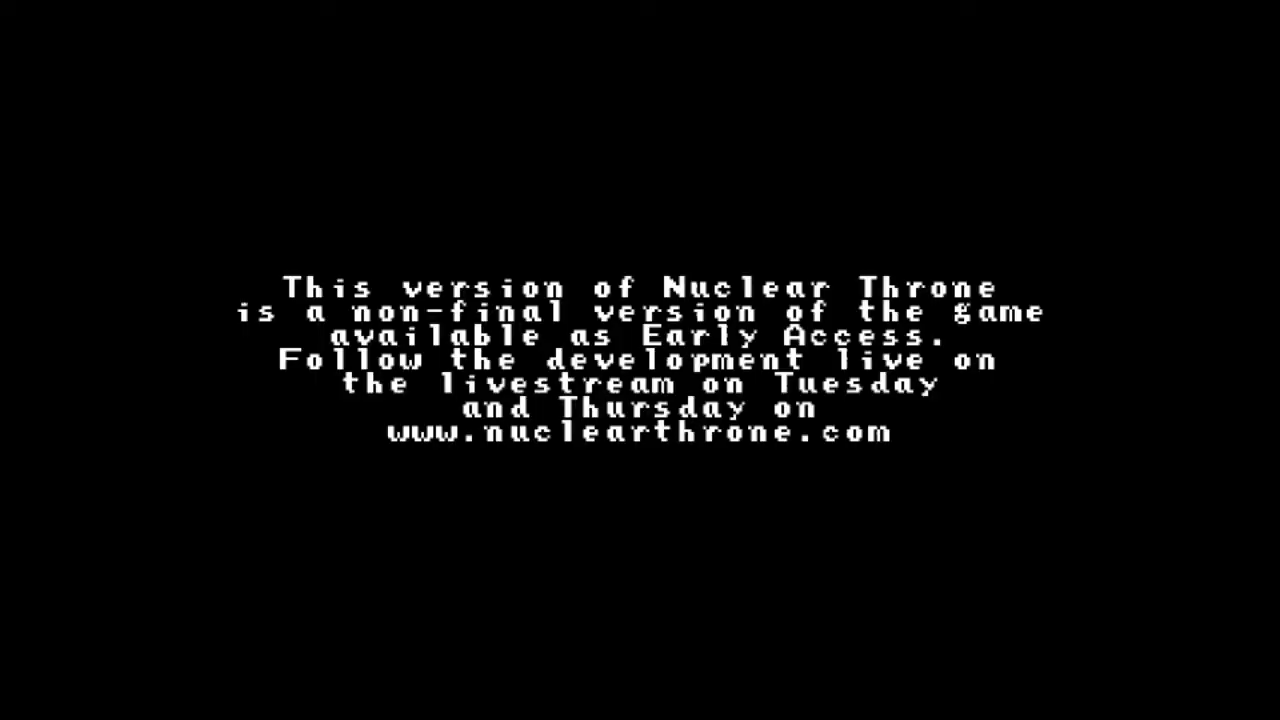 This version of Nuclear Throne
is a non-final version of the game
available as Early Access.
Follow the development live on
the livestream on Tuesday
and Thursday on
www.nuclearthrone.com